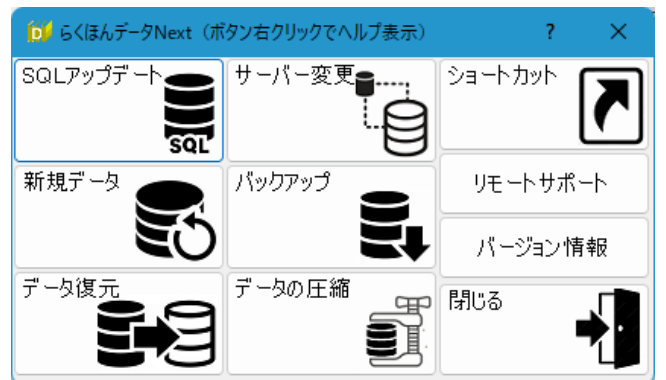 D らくほんデータNext（ボタン右クリックでヘルプ表示） ?
SQLアップデート
SQL
サーバー変更
ショートカット
新規データ
バックアップ
リモートサポート
バージョン情報
データ復元
データの圧縮
閉じる